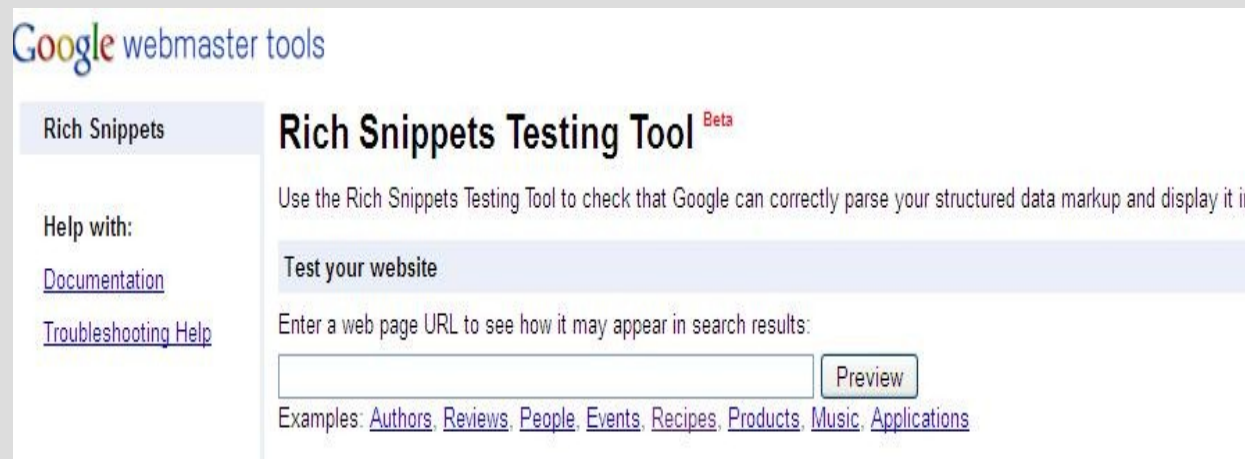 Google webmaster tools
Rich Snippets
Help with:
Documentation
Troubleshooting Help
Rich Snippets Testing Tool Beta
Use the Rich Snippets Testing Tool to check that Google can correctly parse your structured data markup and display it
Test your website
Enter a web page URL to see how it may appear in search results:
Preview
Examples: Authors, Reviews, People, Events, Recipes, Products, Music, Applications